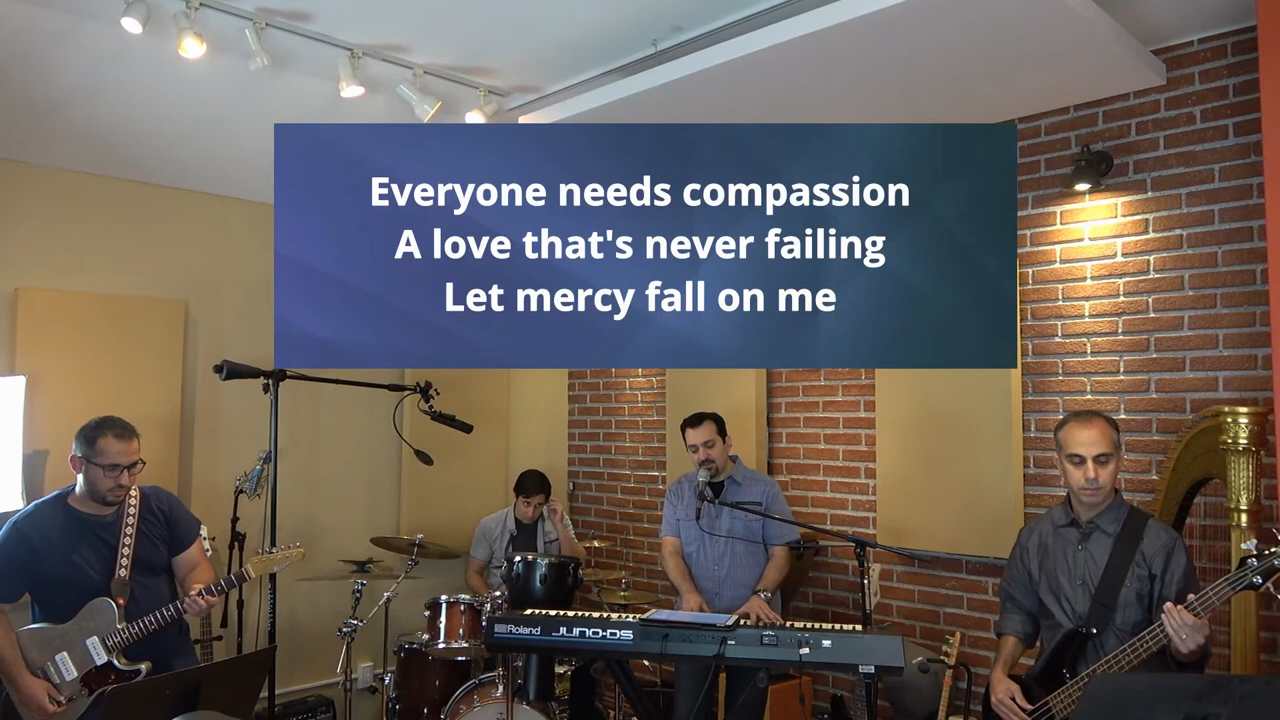 Everyone needs compassion
A love that's never failing
Let mercy fall on me
Roland JUNO-DS